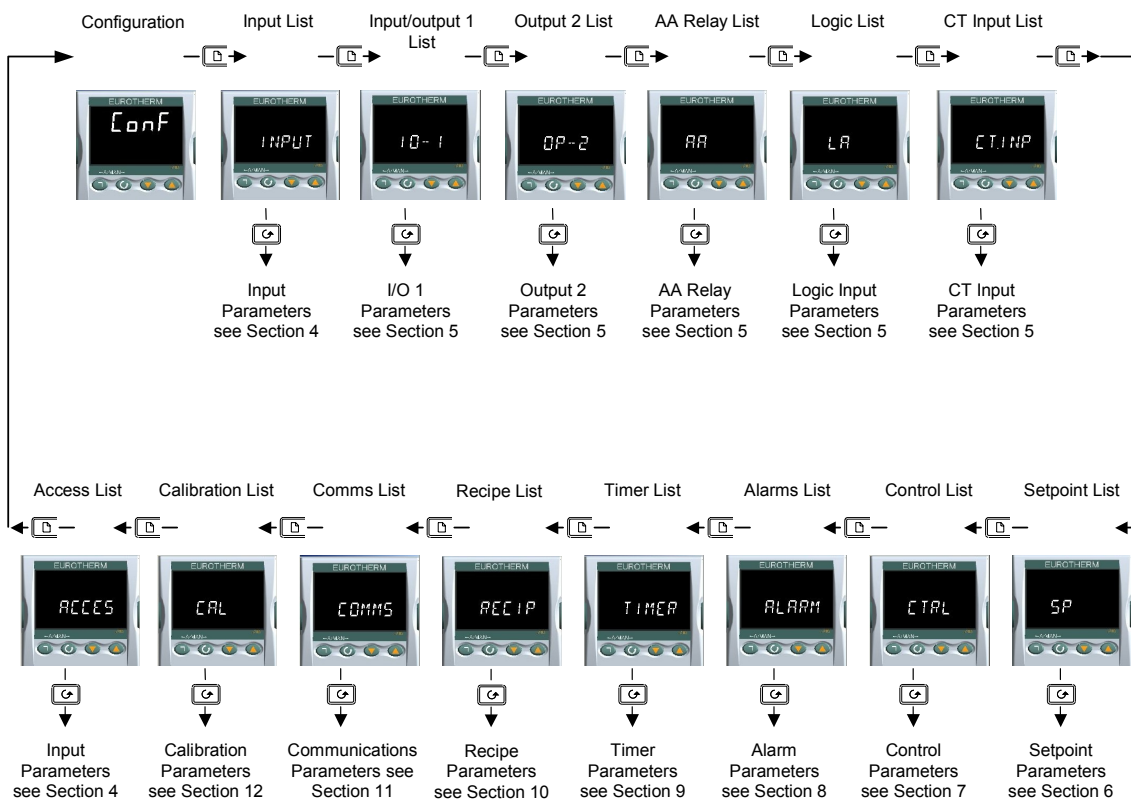 Configuration
Input List
Input/output 1
List
Output 2 List
AA Relay List
Logic List
CT Input List
EUROTHERM
ConF
EUROTHERM
INPUT
EUROTHERM
IO-1
EUROTHERM
OP-2
EUROTHERM
AA
EUROTHERM
LA
EUROTHERM
CT.INP
Input
Parameters
see Section 4
I/O 1
Parameters
see Section 5
Output 2
Parameters
see Section 5
AA Relay
Parameters
see Section 5
Logic Input
Parameters
see Section 5
CT Input
Parameters
see Section 5
Access List
Calibration List
Comms List
Recipe List
Timer List
Alarms List
Control List
Setpoint List
EUROTHERM
ACCES
EUROTHERM
CAL
EUROTHERM
COMMS
EUROTHERM
RECIP
EUROTHERM
TIMER
EUROTHERM
ALARM
EUROTHERM
CTRL
EUROTHERM
SP
Input
Parameters
see Section 4
Calibration
Parameters
see Section 12
Communications
Parameters see
Section 11
Recipe
Parameters
see Section 10
Timer
Parameters
see Section 9
Alarm
Parameters
see Section 8
Control
Parameters
see Section 7
Setpoint
Parameters
see Section 6